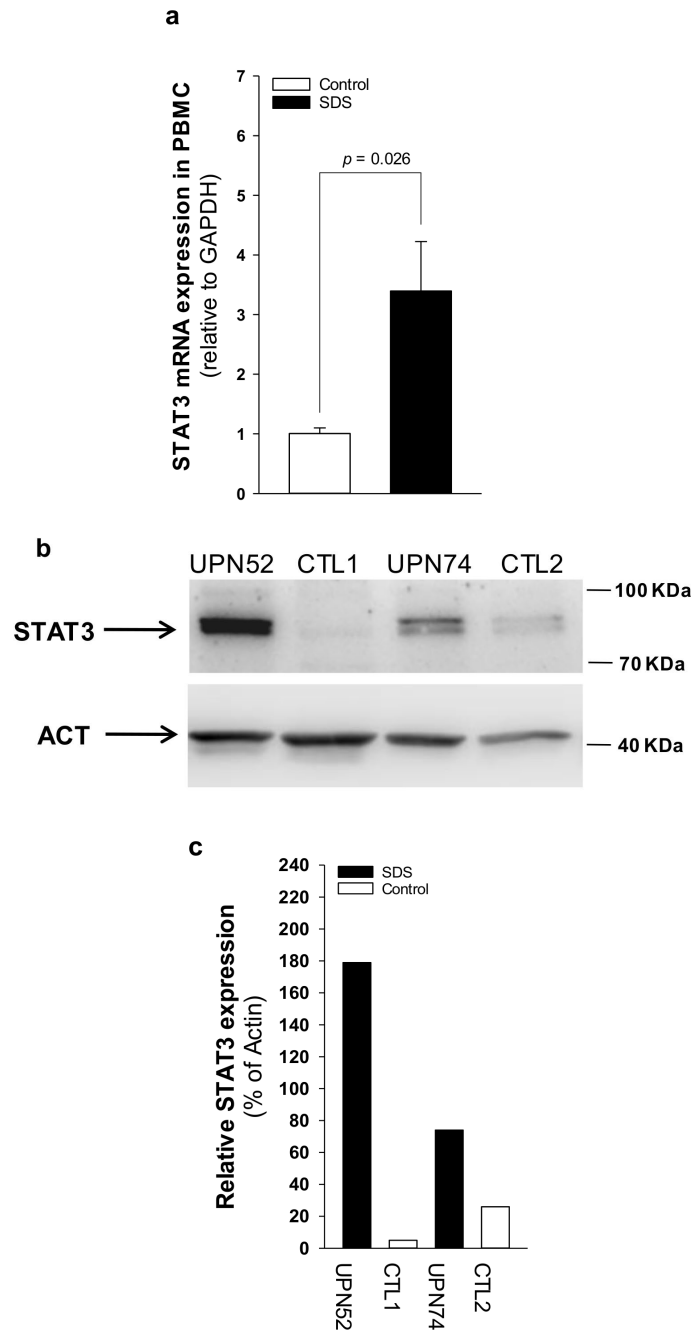 a
7
6
5
4
3
2
1
0
STAT3 mRNA expression in PBMC
(relative to GAPDH)
Control
SDS
p = 0.026
b
UPN52 CTL1 UPN74 CTL2
100 KDa
STAT3
70 KDa
ACT
40 KDa
c
240
220
200
180
160
140
120
100
80
60
40
20
0
Relative STAT3 expression
(% of Actin)
SDS
Control
UPN52
CTL1
UPN74
CTL2